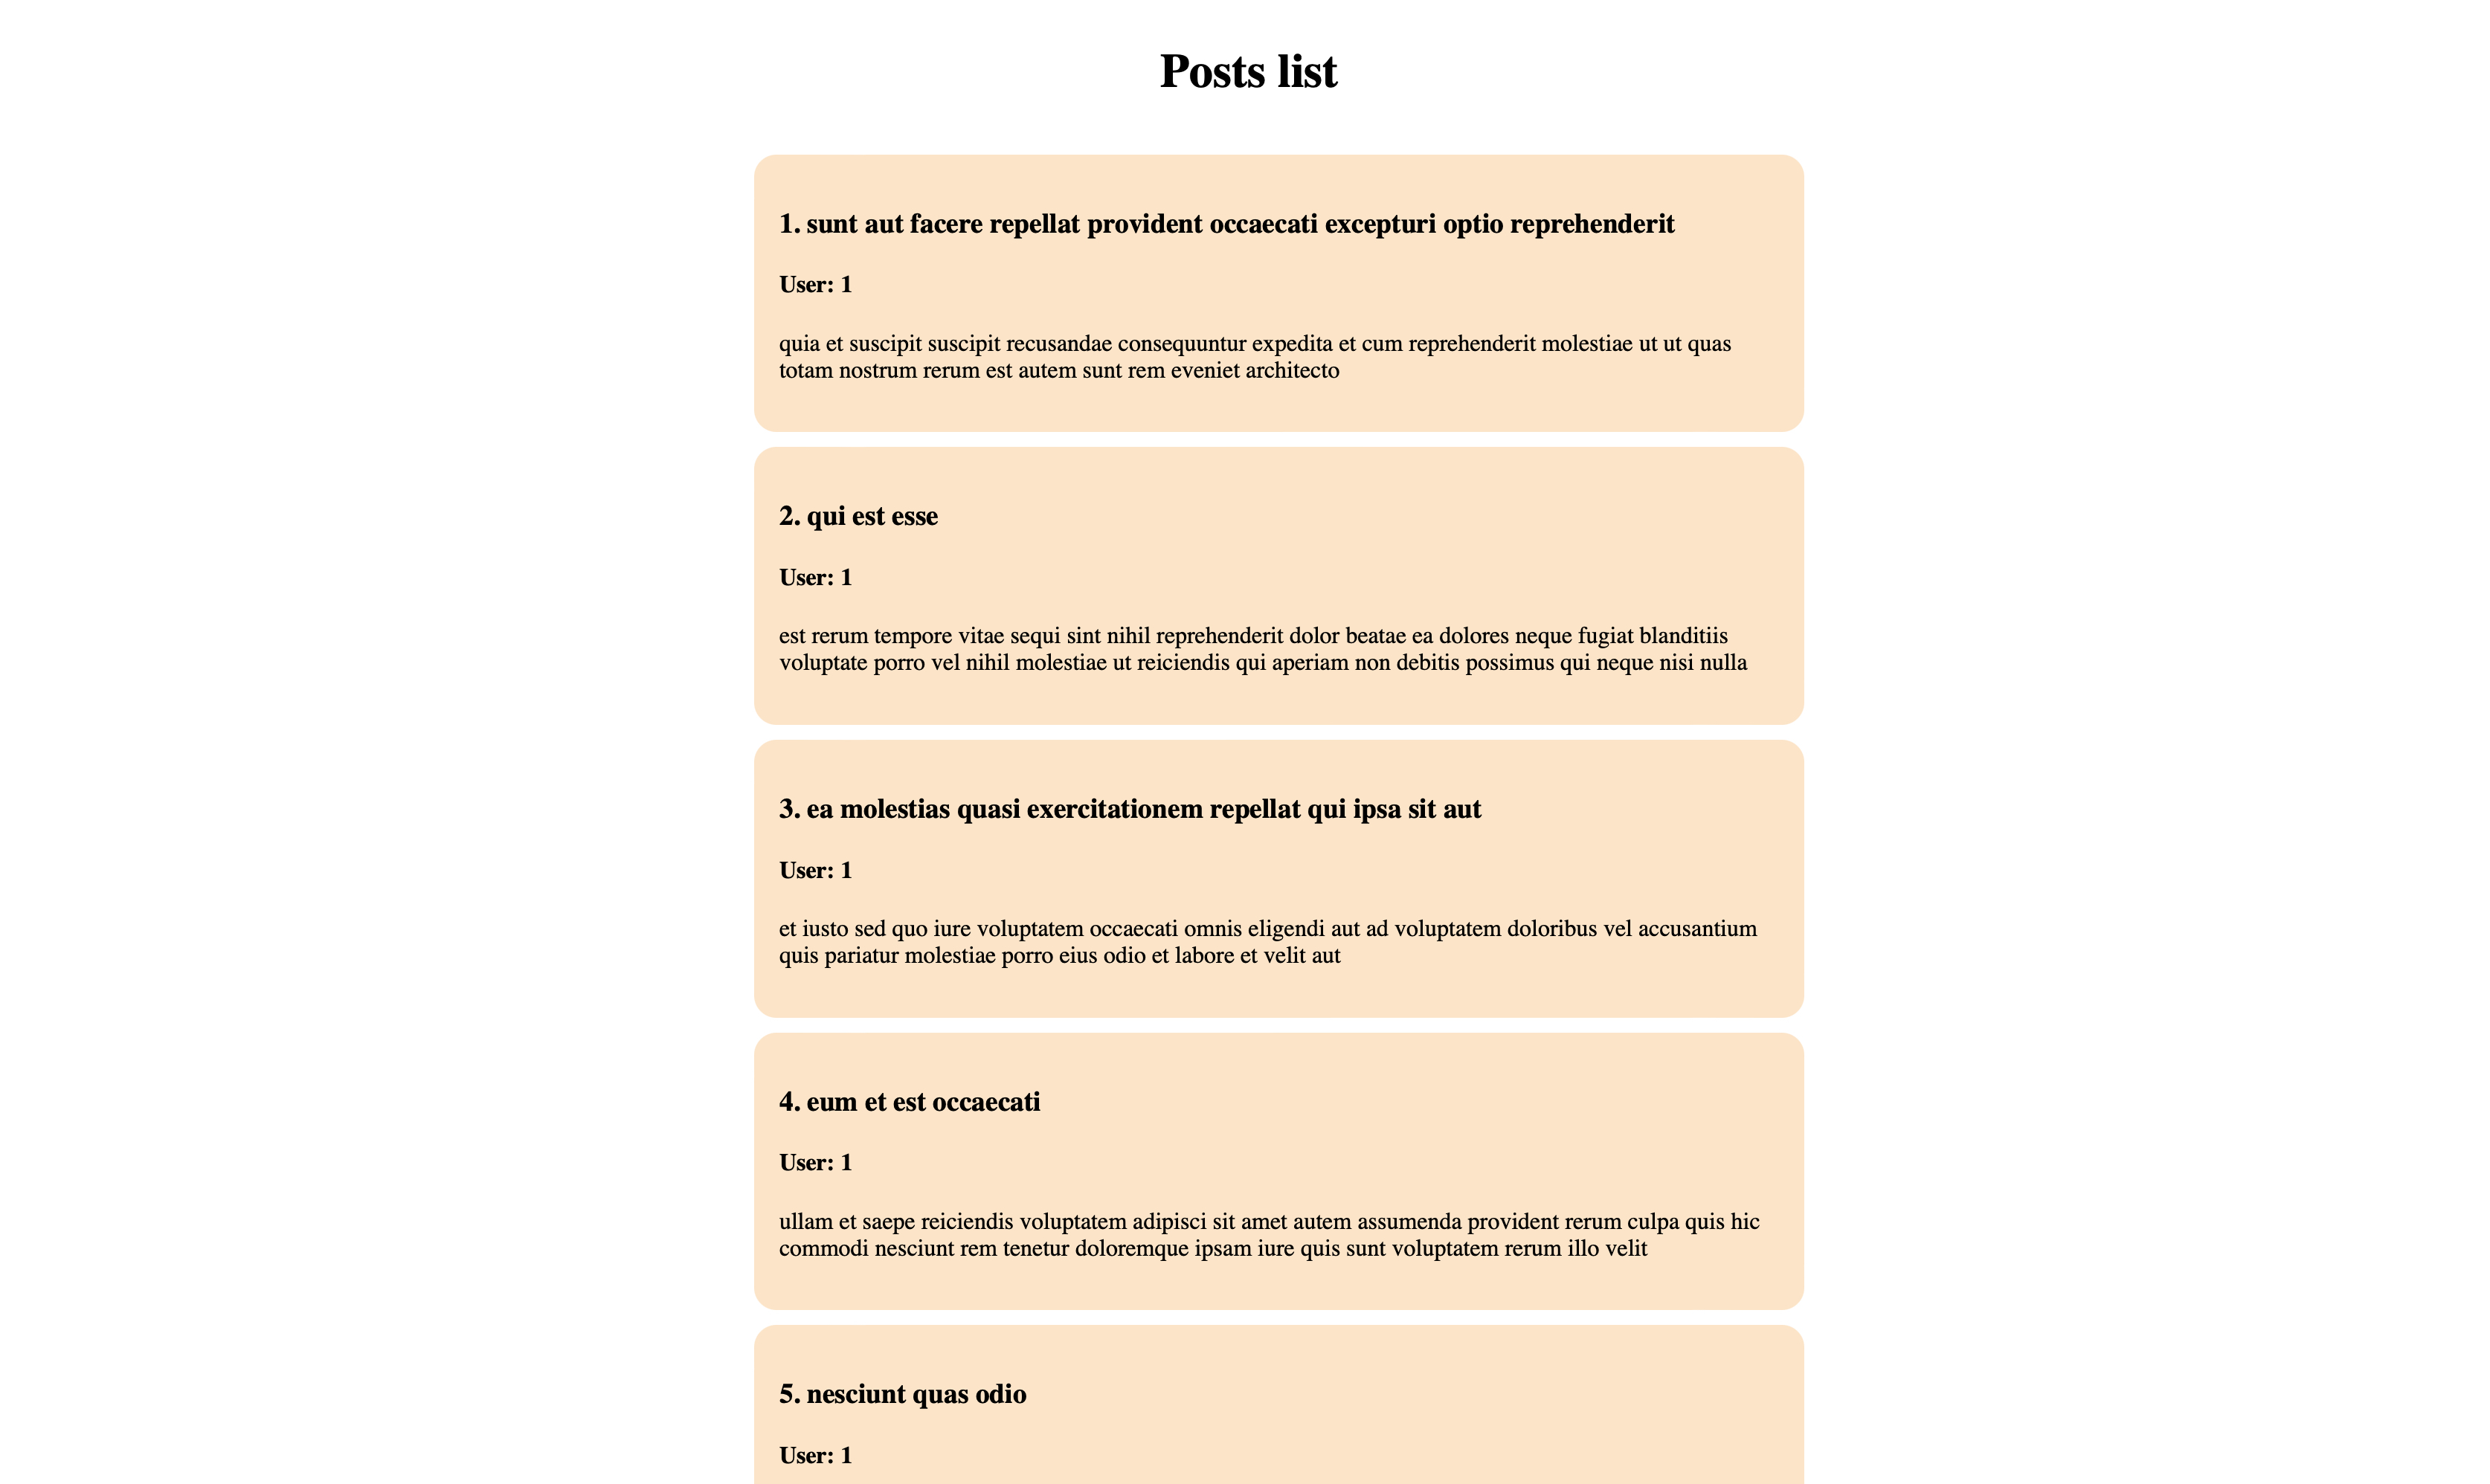 Posts list
1. sunt aut facere repellat provident occaecati excepturi optio reprehenderit
User: 1
quia et suscipit suscipit recusandae consequuntur expedita et cum reprehenderit molestiae ut ut quas
totam nostrum rerum est autem sunt rem eveniet architecto
2. qui est esse
User: 1
est rerum tempore vitae sequi sint nihil reprehenderit dolor beatae ea dolores neque fugiat blanditiis
voluptate porro vel nihil molestiae ut reiciendis qui aperiam non debitis possimus qui neque nisi nulla
3. ea molestias quasi exercitationem repellat qui ipsa sit aut
User: 1
et iusto sed quo iure voluptatem occaecati omnis eligendi aut ad voluptatem doloribus vel accusantium
quis pariatur molestiae porro eius odio et labore et velit aut
4. eum et est occaecati
User: 1
ullam et saepe reiciendis voluptatem adipisci sit amet autem assumenda provident rerum culpa quis hic
commodi nesciunt rem tenetur doloremque ipsam iure quis sunt voluptatem rerum illo velit
5. nesciunt quas odio
User: 1